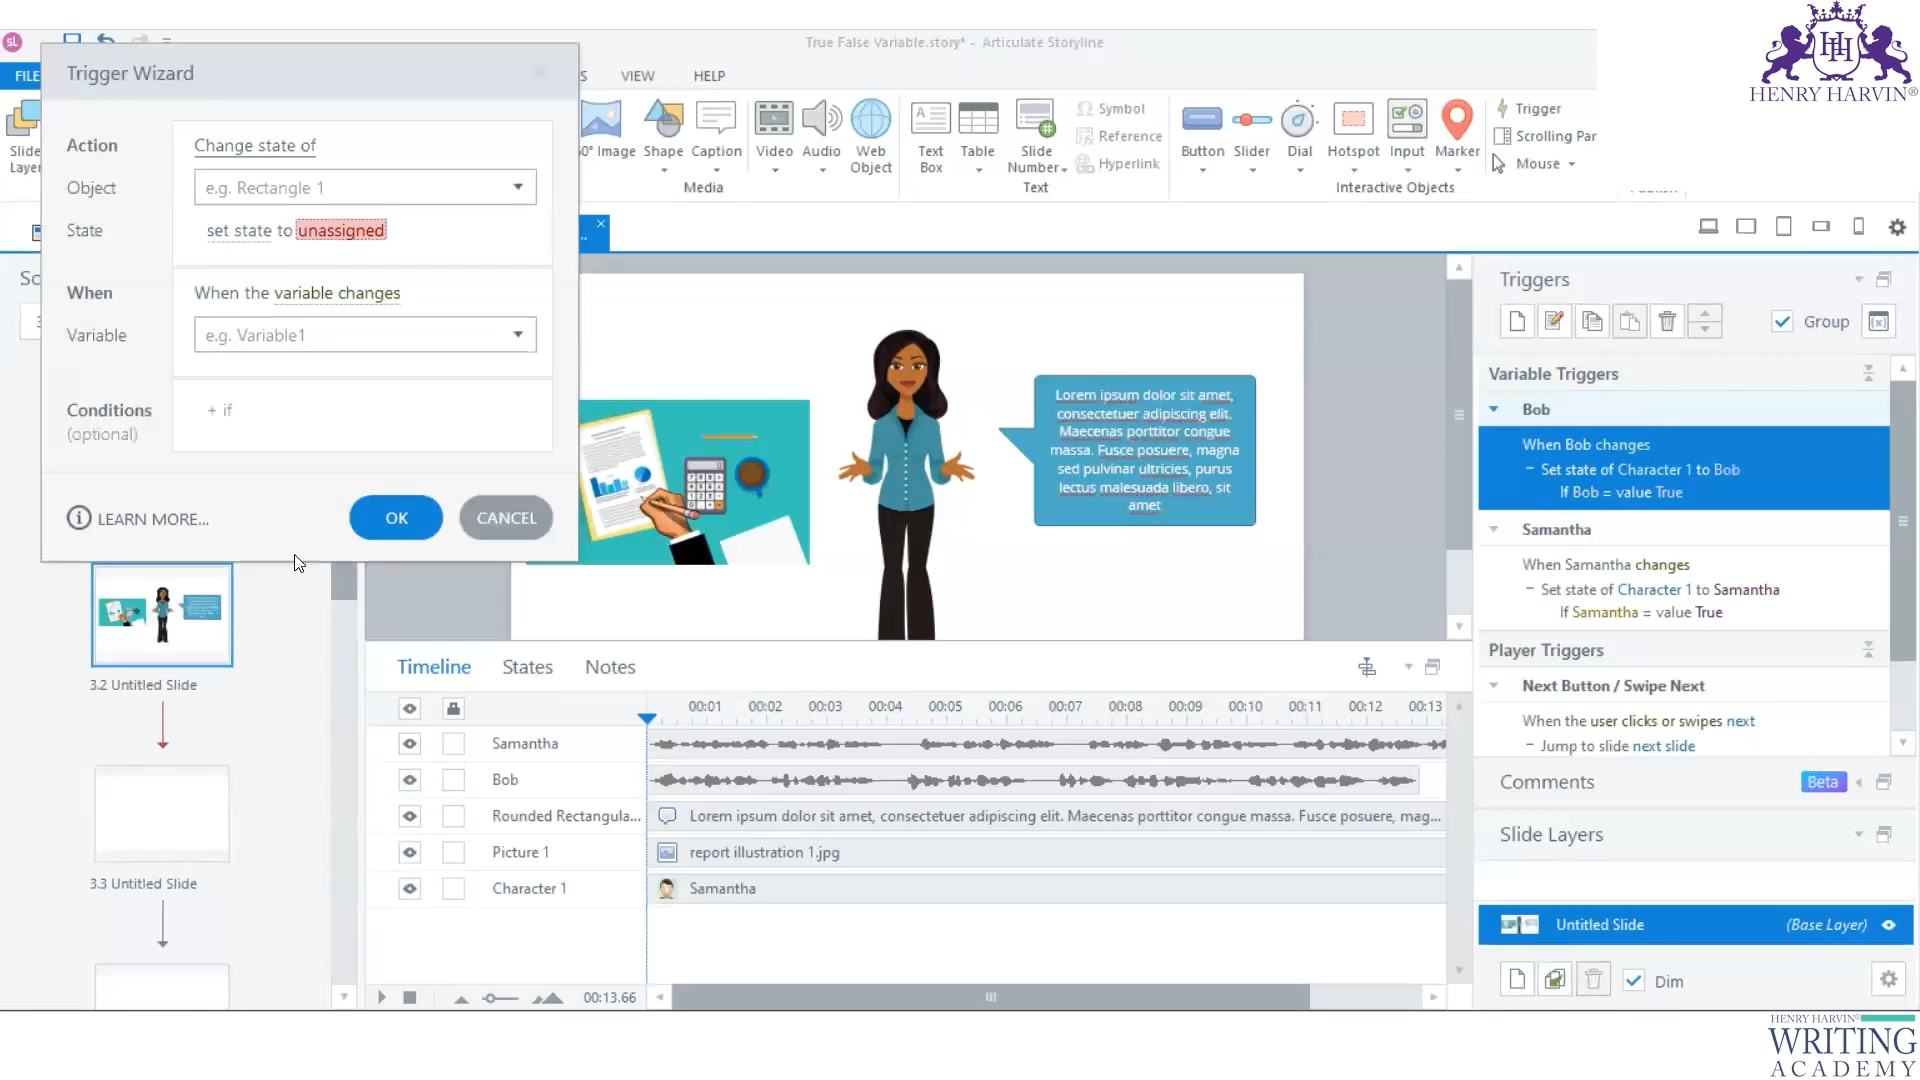 HENRY HARVIN®
SL
True False Variable.story* - Articulate Storyline
FILE
VIEW
HELP
Trigger Wizard
Action
Change state of
Object
e.g. Rectangle 1
State
set state to unassigned
When
When the variable changes
Variable
e.g. Variable1
Conditions
(optional)
+ if
LEARN MORE...
OK
CANCEL
Slide
Layer
0° Image
Shape
Caption
Video
Audio
Web
Object
Media
Text
Box
Table
Slide
Number
Symbol
Reference
Hyperlink
Text
Button
Slider
Dial
Hotspot
Input
Marker
Interactive Objects
Trigger
Scrolling Par
Mouse
Sc
Lorem ipsum dolor sit amet,
consectetuer adipiscing elit.
Maecenas porttitor congue
massa. Fusce posuere, magna
sed pulvinar ultricies, purus
lectus malesuada libero, sit
amet
3.2 Untitled Slide
3.3 Untitled Slide
Triggers
Group
Variable Triggers
Bob
When Bob changes
- Set state of Character 1 to Bob
If Bob = value True
Samantha
When Samantha changes
- Set state of Character 1 to Samantha
If Samantha = value True
Player Triggers
Next Button / Swipe Next
When the user clicks or swipes next
- Jump to slide next slide
Comments
Beta
Slide Layers
Untitled Slide
(Base Layer)
Dim
Timeline
States
Notes
00:01 00:02 00:03 00:04 00:05 00:06 00:07 00:08 00:09 00:10 00:11 00:12 00:13
Samantha
Bob
Rounded Rectangula...
Lorem ipsum dolor sit amet, consectetuer adipiscing elit. Maecenas porttitor congue massa. Fusce posuere, mag...
Picture 1
report illustration 1.jpg
Character 1
Samantha
00:13.66
HENRY HARVIN®
WRITING
ACADEMY